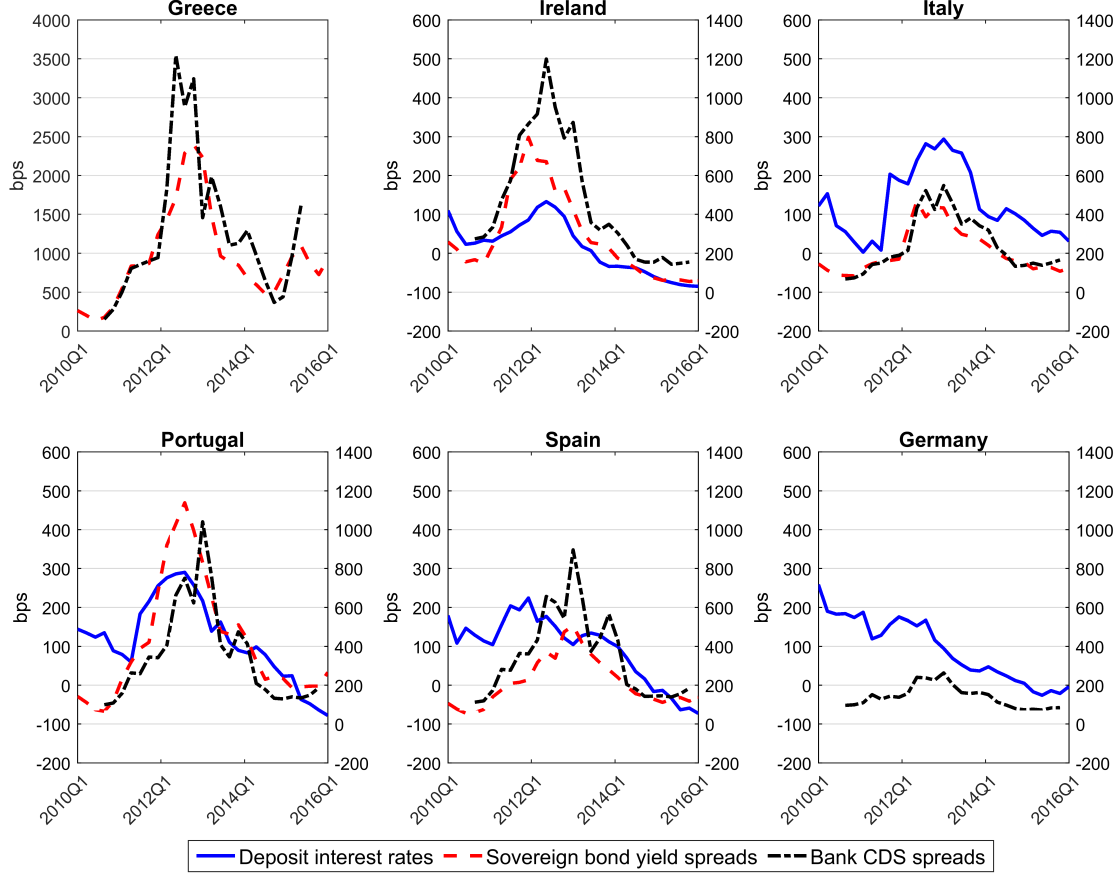 Greece
Ireland
Italy
4000
3500
3000
2500
2000
1500
1000
500
0
bps
2010Q1
2012Q1
2014Q1
2016Q1
600
500
400
300
200
100
0
-100
-200
bps
1400
1200
1000
800
600
400
200
0
-200
2010Q1
2012Q1
2014Q1
2016Q1
600
500
400
300
200
100
0
-100
-200
bps
1400
1200
1000
800
600
400
200
0
-200
2010Q1
2012Q1
2014Q1
2016Q1
Portugal
Spain
Germany
600
500
400
300
200
100
0
-100
-200
bps
1400
1200
1000
800
600
400
200
0
-200
2010Q1
2012Q1
2014Q1
2016Q1
600
500
400
300
200
100
0
-100
-200
bps
1400
1200
1000
800
600
400
200
0
-200
2010Q1
2012Q1
2014Q1
2016Q1
600
500
400
300
200
100
0
-100
-200
bps
1400
1200
1000
800
600
400
200
0
-200
2010Q1
2012Q1
2014Q1
2016Q1
Deposit interest rates Sovereign bond yield spreads Bank CDS spreads